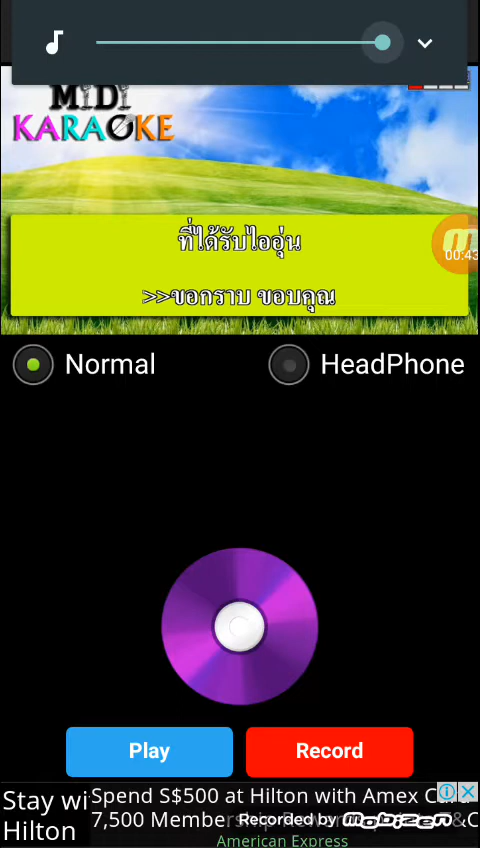 MiDi
KARAOKE
ที่ได้รับไออุ่น
00:43
>>ขอกราบ ขอบคุณ
Normal
HeadPhone
Play
Record
Stay wi
Hilton
Spend S$500 at Hilton with Amex Card
7,500 Member
Recorded by mobizen
American Express